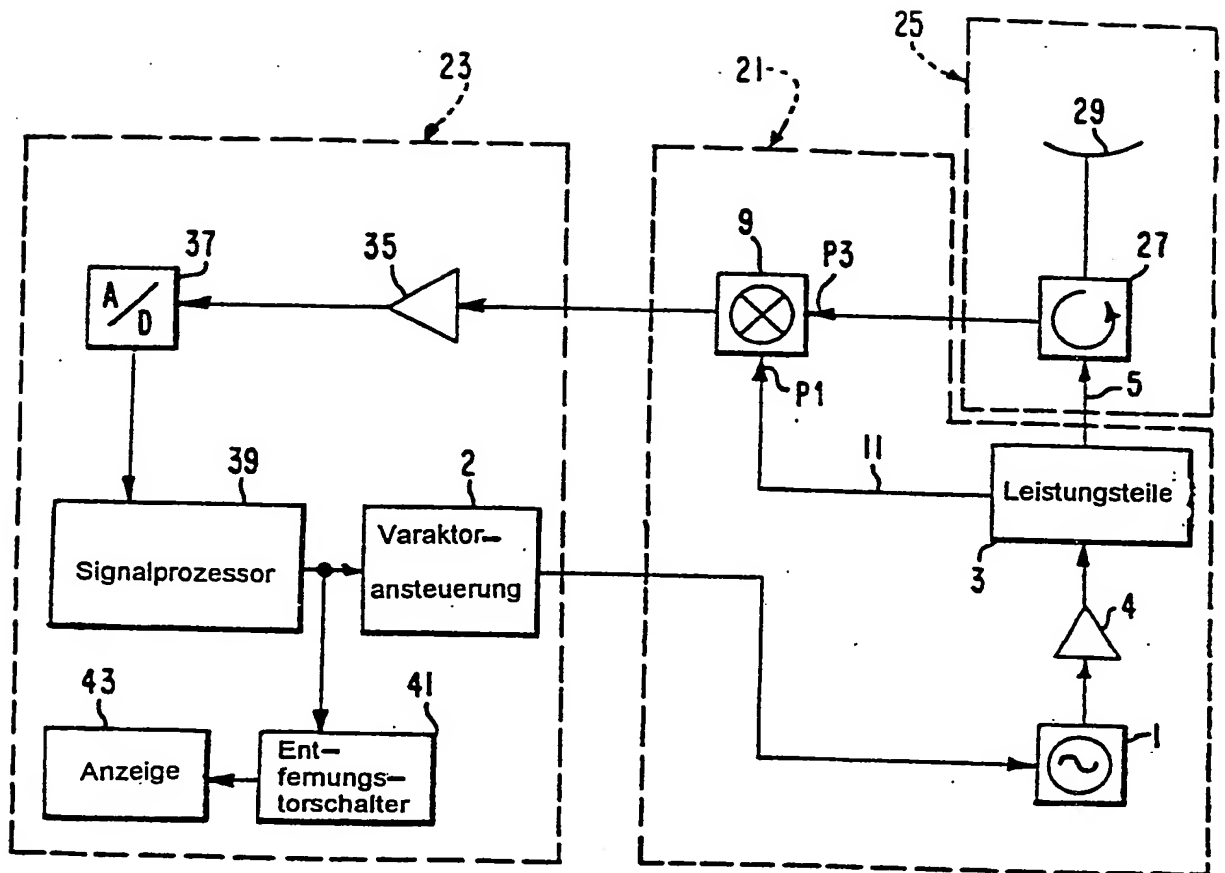 25
23
21
29
9
35
37
P3
27
A/D
P1
5
39
2
11
Leistungsteile
Varaktor–
Signalprozessor
ansteuerung
3
4
43
41
1
Anzeige
Ent–
fernungs–
torschalter